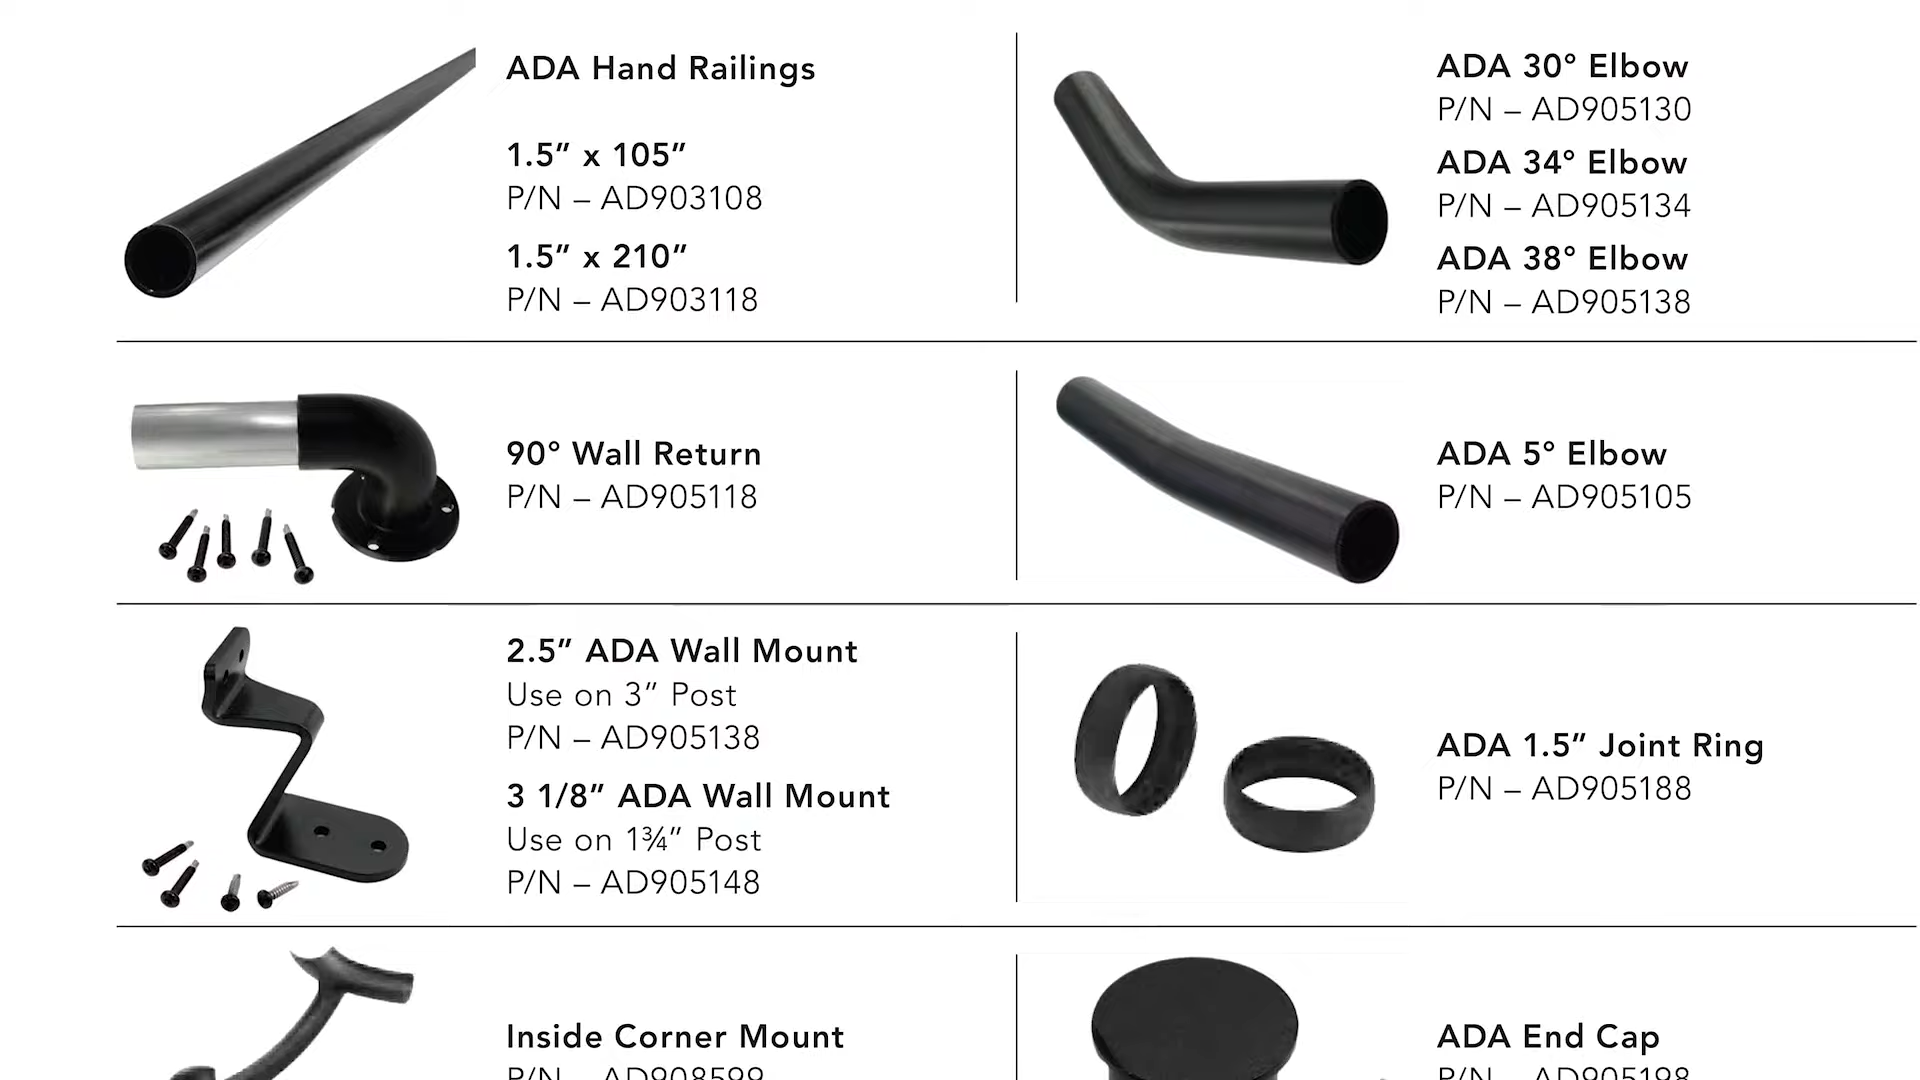 ADA Hand Railings
1.5” x 105”
P/N – AD903108
1.5” x 210”
P/N – AD903118
ADA 30° Elbow
P/N – AD905130
ADA 34° Elbow
P/N – AD905134
ADA 38° Elbow
P/N – AD905138
90° Wall Return
P/N – AD905118
ADA 5° Elbow
P/N – AD905105
2.5” ADA Wall Mount
Use on 3” Post
P/N – AD905138
3 1/8” ADA Wall Mount
Use on 1¾” Post
P/N – AD905148
ADA 1.5” Joint Ring
P/N – AD905188
Inside Corner Mount
P/N – AD908599
ADA End Cap
P/N – AD905198